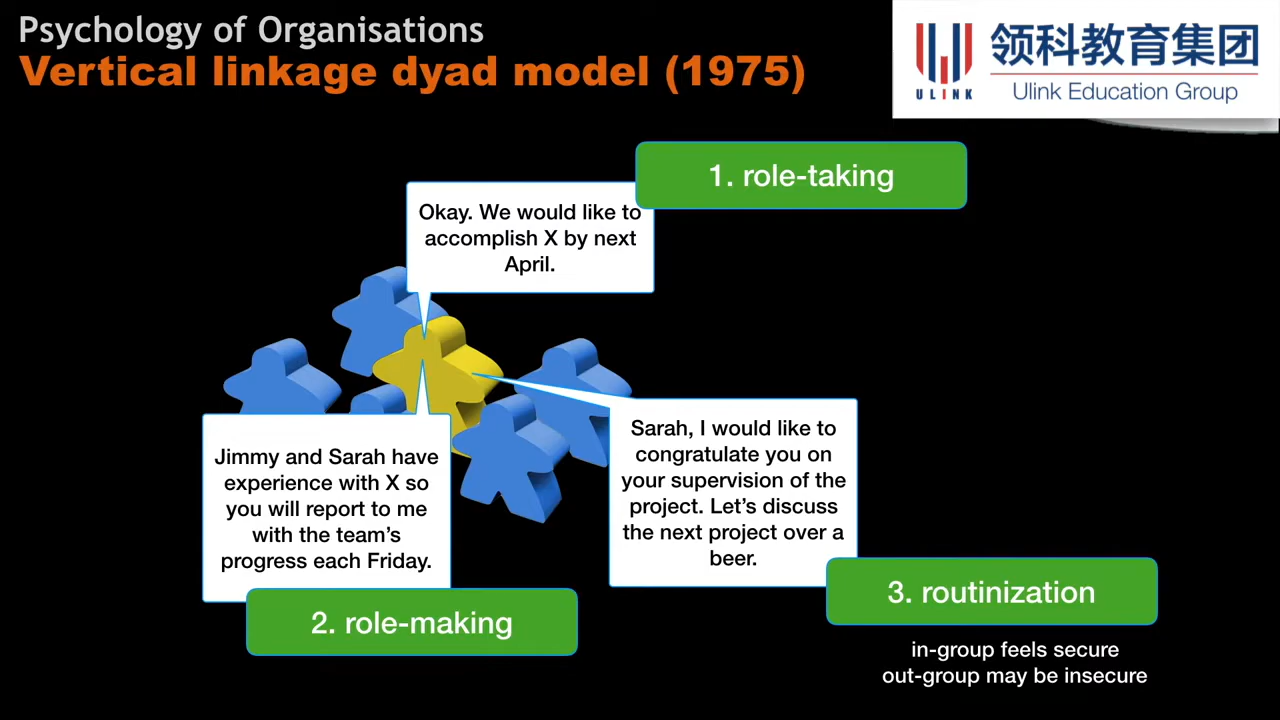 Psychology of Organisations
Vertical linkage dyad model (1975)
ULINK
领科教育集团
Ulink Education Group
1. role-taking
Okay. We would like to
accomplish X by next
April.
Jimmy and Sarah have
experience with X so
you will report to me
with the team’s
progress each Friday.
2. role-making
Sarah, I would like to
congratulate you on
your supervision of the
project. Let’s discuss
the next project over a
beer.
3. routinization
in-group feels secure
out-group may be insecure